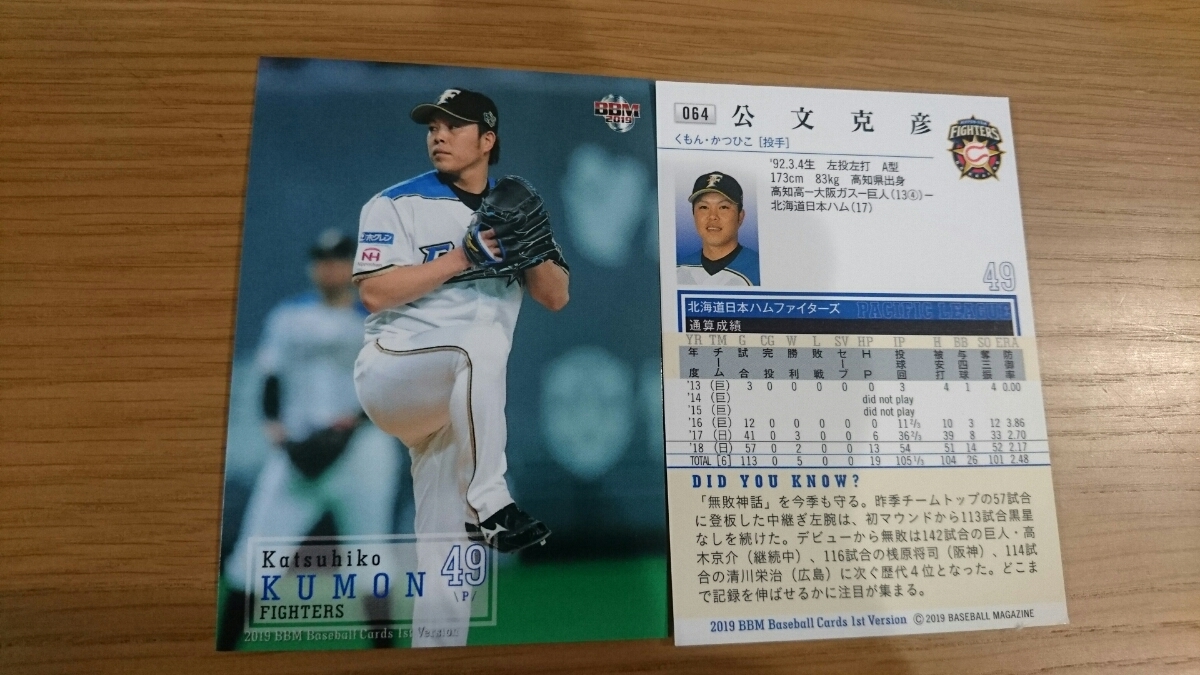 BBM
2019
F
ホクレン
NH
Katsuhiko
KUMON
49
\P/
FIGHTERS
2019 BBM Baseball Cards 1st Version
064
公文克彦
くもん・かつひこ [投手]
FIGHTERS
'92.3.4生 左投左打 A型
173cm 83kg 高知県出身
高知高ー大阪ガスー巨人(13④)ー
北海道日本ハム(17)
F
49
北海道日本ハムファイターズ PACIFIC LEAGUE
通算成績
YR TM G CG W L SV HP IP H BB SO ERA
年度 チーム 試合 完投 勝利 敗戦 セーブ HP 投球回 被安打 与四球 奪三振 防御率
'13 (巨) 3 0 0 0 0 0 3 4 1 4 0.00
'14 (巨) did not play
'15 (巨) did not play
'16 (巨) 12 0 0 0 0 0 11 2/3 10 3 12 3.86
'17 (日) 41 0 3 0 0 6 36 2/3 39 8 33 2.70
'18 (日) 57 0 2 0 0 13 54 51 14 52 2.17
TOTAL [6] 113 0 5 0 0 19 105 1/3 104 26 101 2.48
DID YOU KNOW?
「無敗神話」を今季も守る。昨季チームトップの57試合
に登板した中継ぎ左腕は、初マウンドから113試合黒星
なしを続けた。デビューから無敗は142試合の巨人・高
木京介(継続中)、116試合の桟原将司(阪神)、114試
合の清川栄治(広島)に次ぐ歴代4位となった。どこま
で記録を伸ばせるかに注目が集まる。
2019 BBM Baseball Cards 1st Version ©2019 BASEBALL MAGAZINE